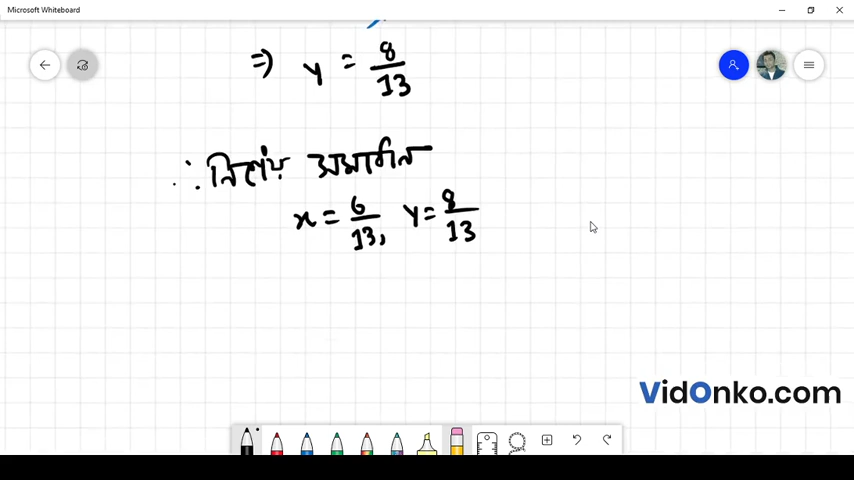 Microsoft Whiteboard
=> y = 8/13
∴ নির্ণেয় সমাধান
x = 6/13, y = 8/13
VidOnko.com